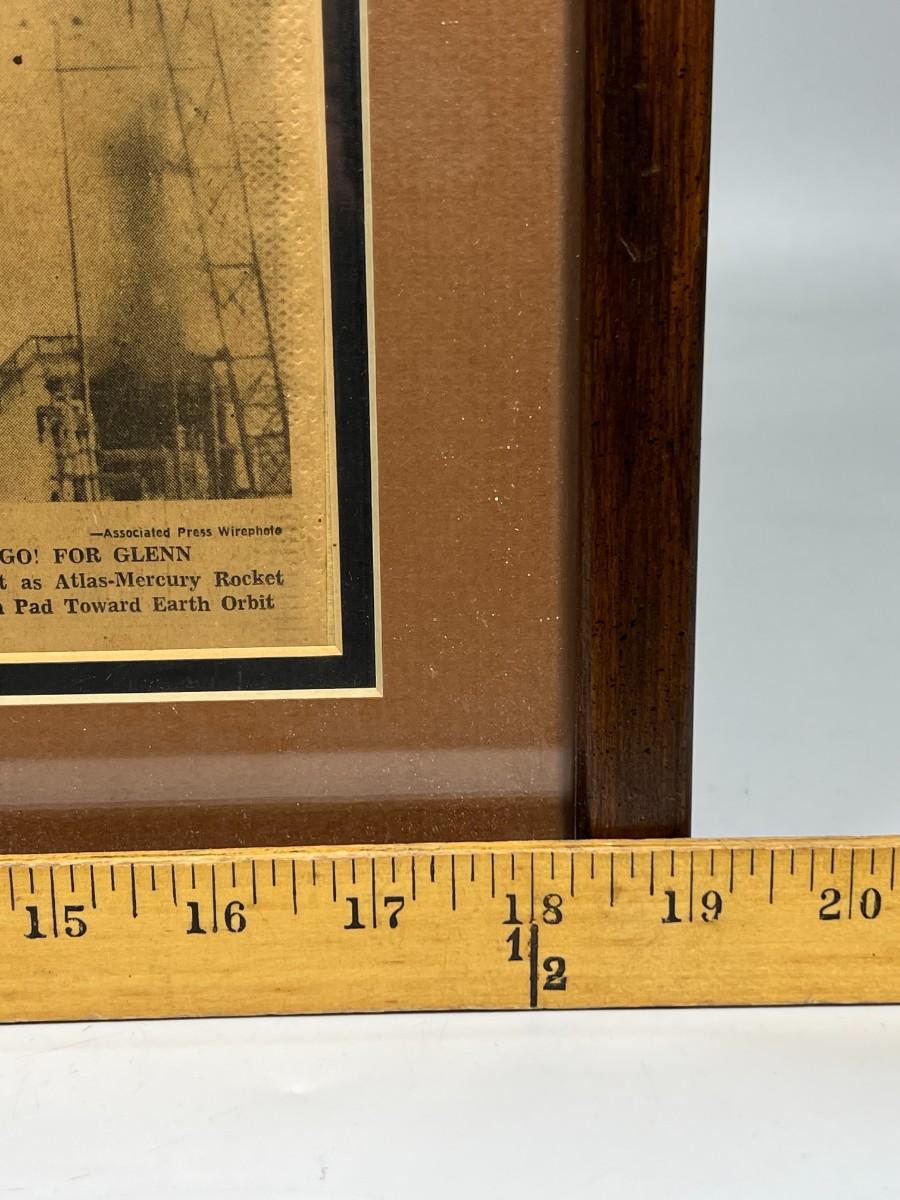 —Associated Press Wirephoto
GO! FOR GLENN
t as Atlas-Mercury Rocket
Pad Toward Earth Orbit
15 16 17 18 19 20
1/2